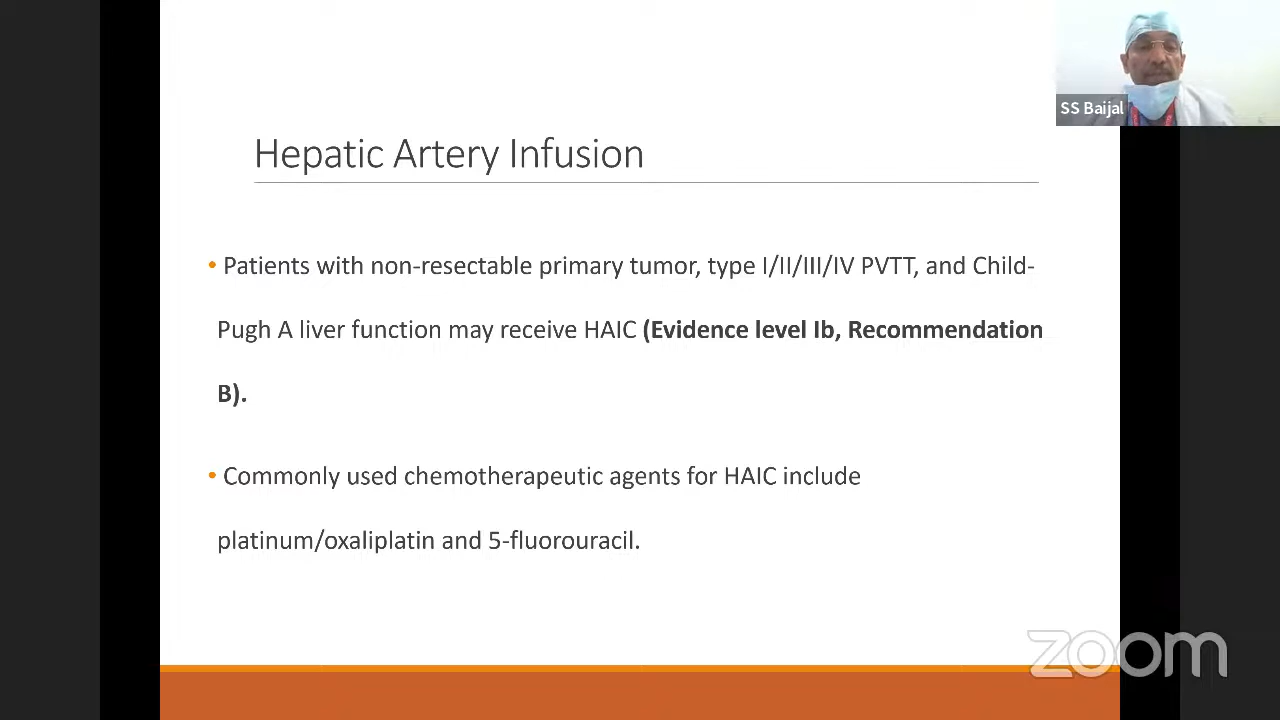 SS Baijal
Hepatic Artery Infusion
• Patients with non-resectable primary tumor, type I/II/III/IV PVTT, and Child-
Pugh A liver function may receive HAIC (Evidence level Ib, Recommendation
B).
• Commonly used chemotherapeutic agents for HAIC include
platinum/oxaliplatin and 5-fluorouracil.
zoom